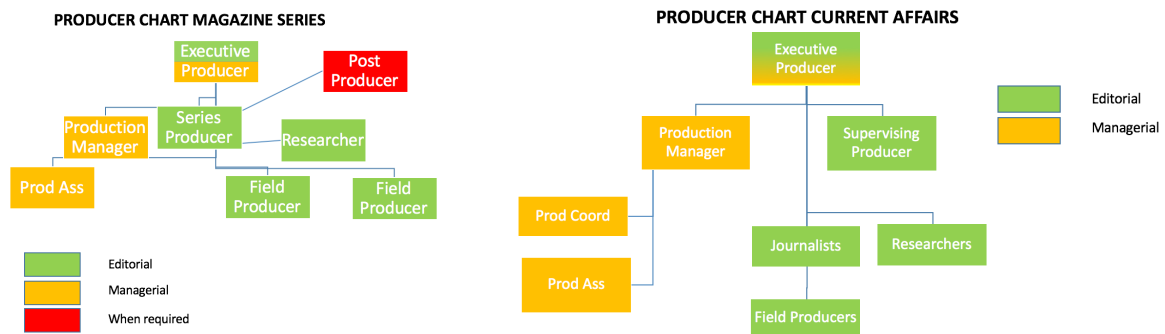 PRODUCER CHART MAGAZINE SERIES
Executive
Producer
Post
Producer
Series
Producer
Production
Manager
Researcher
Prod Ass
Field
Producer
Field
Producer
Editorial
Managerial
When required
PRODUCER CHART CURRENT AFFAIRS
Executive
Producer
Production
Manager
Supervising
Producer
Prod Coord
Prod Ass
Journalists
Researchers
Field Producers
Editorial
Managerial